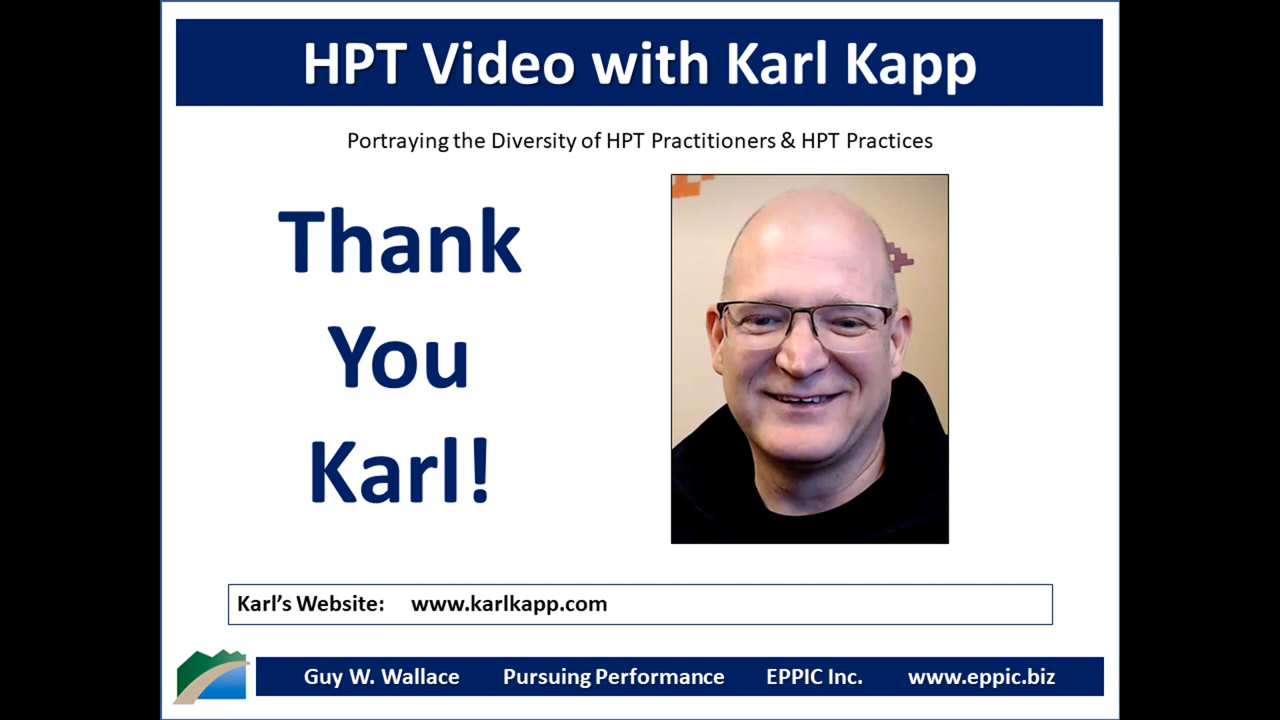 HPT Video with Karl Kapp
Portraying the Diversity of HPT Practitioners & HPT Practices
Thank
You
Karl!
Karl’s Website: www.karlkapp.com
Guy W. Wallace Pursuing Performance EPPIC Inc. www.eppic.biz